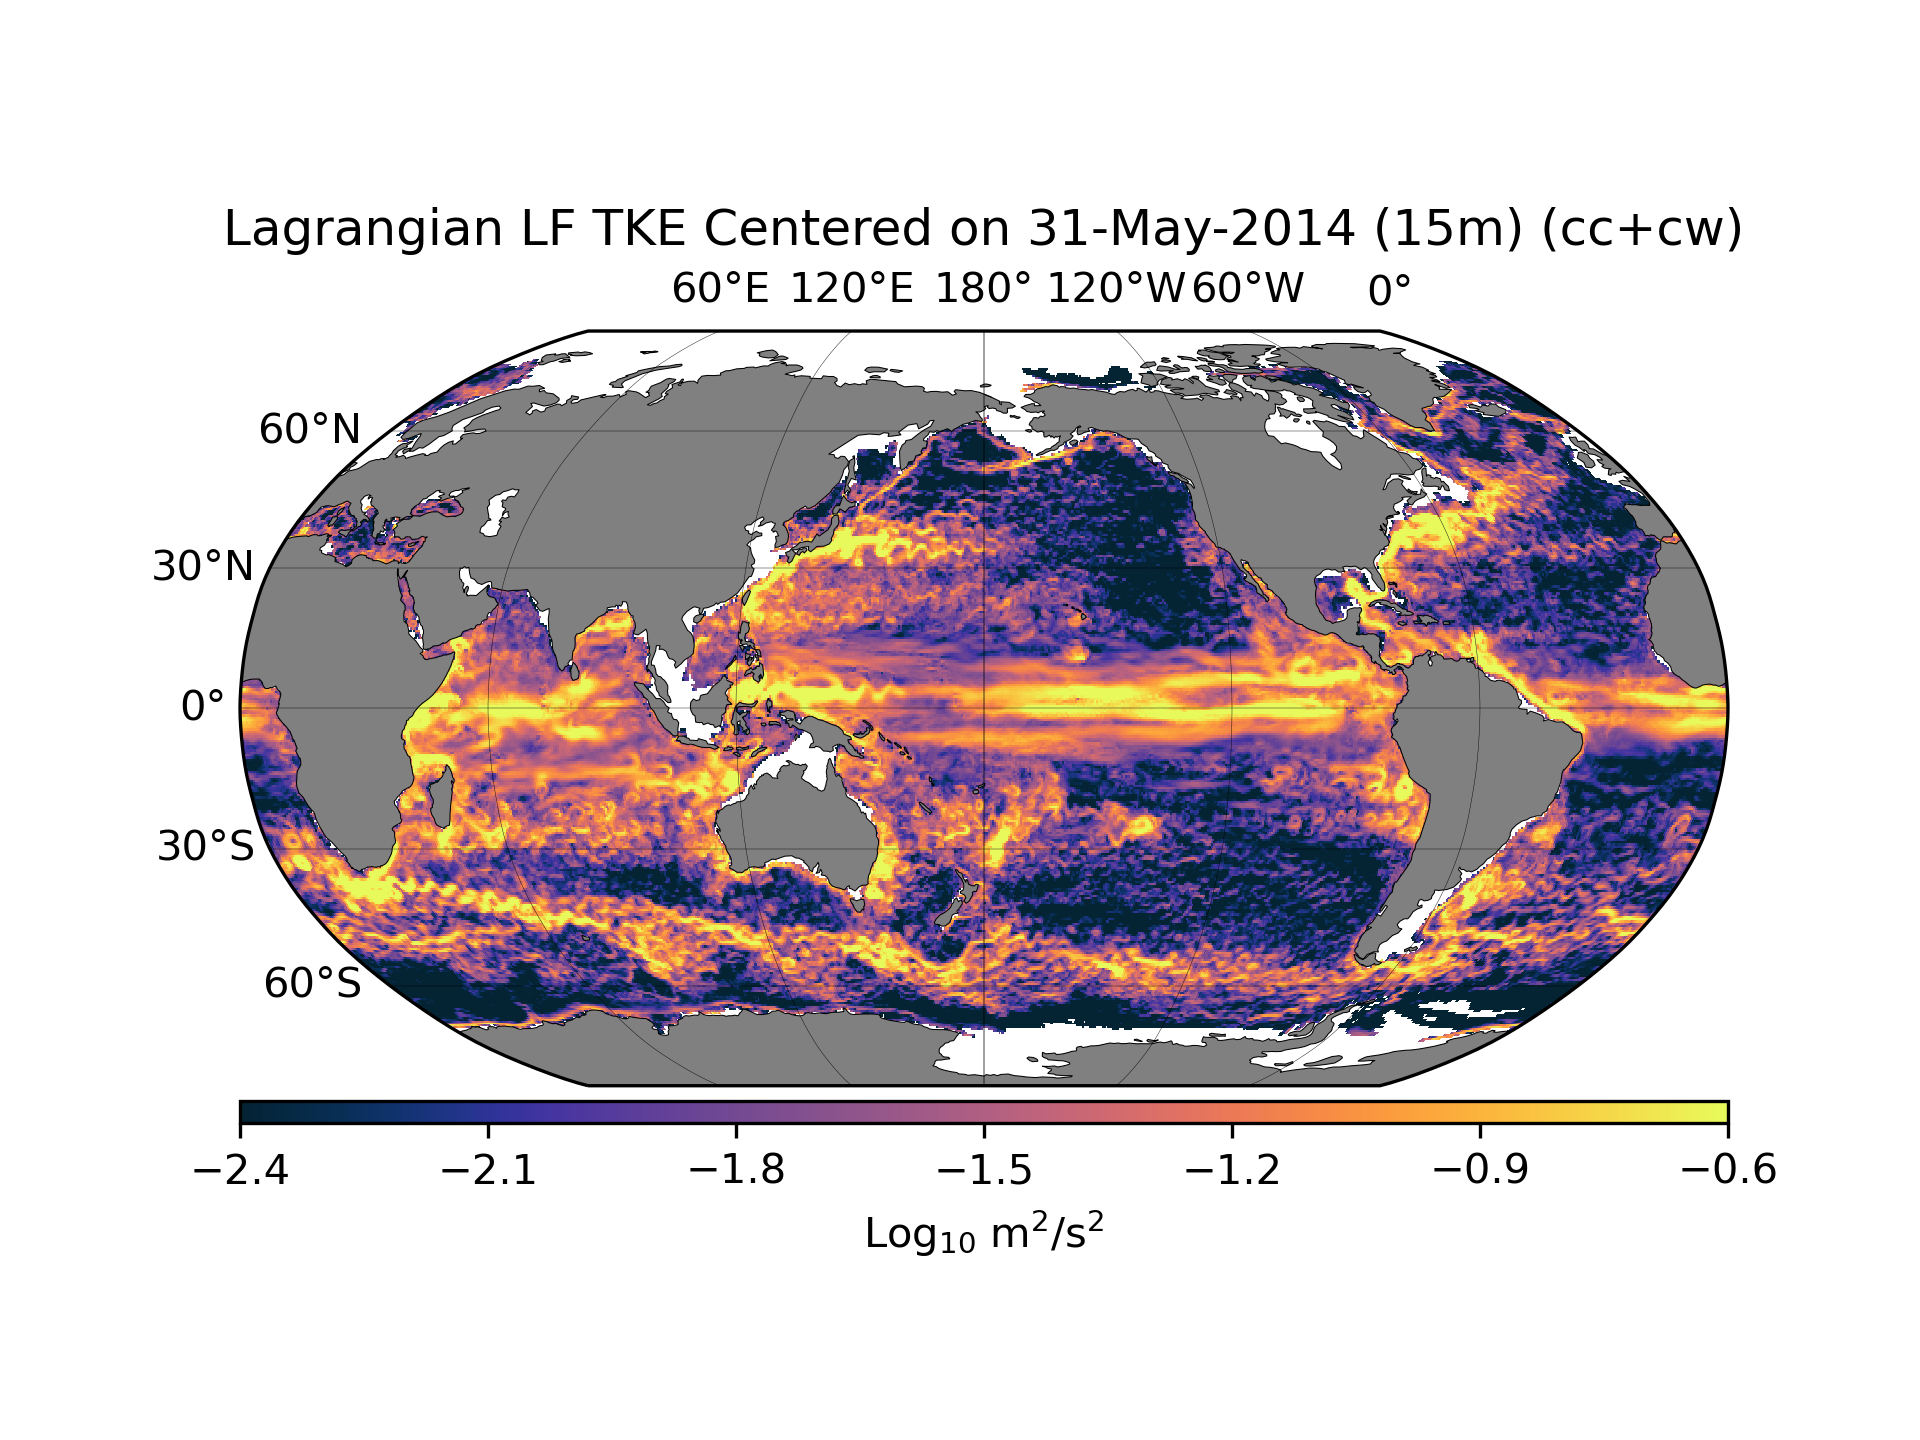 Lagrangian LF TKE Centered on 31-May-2014 (15m) (cc+cw)
60°E 120°E 180° 120°W 60°W 0°
60°N
30°N
0°
30°S
60°S
−2.4 −2.1 −1.8 −1.5 −1.2 −0.9 −0.6
Log₁₀ m²/s²